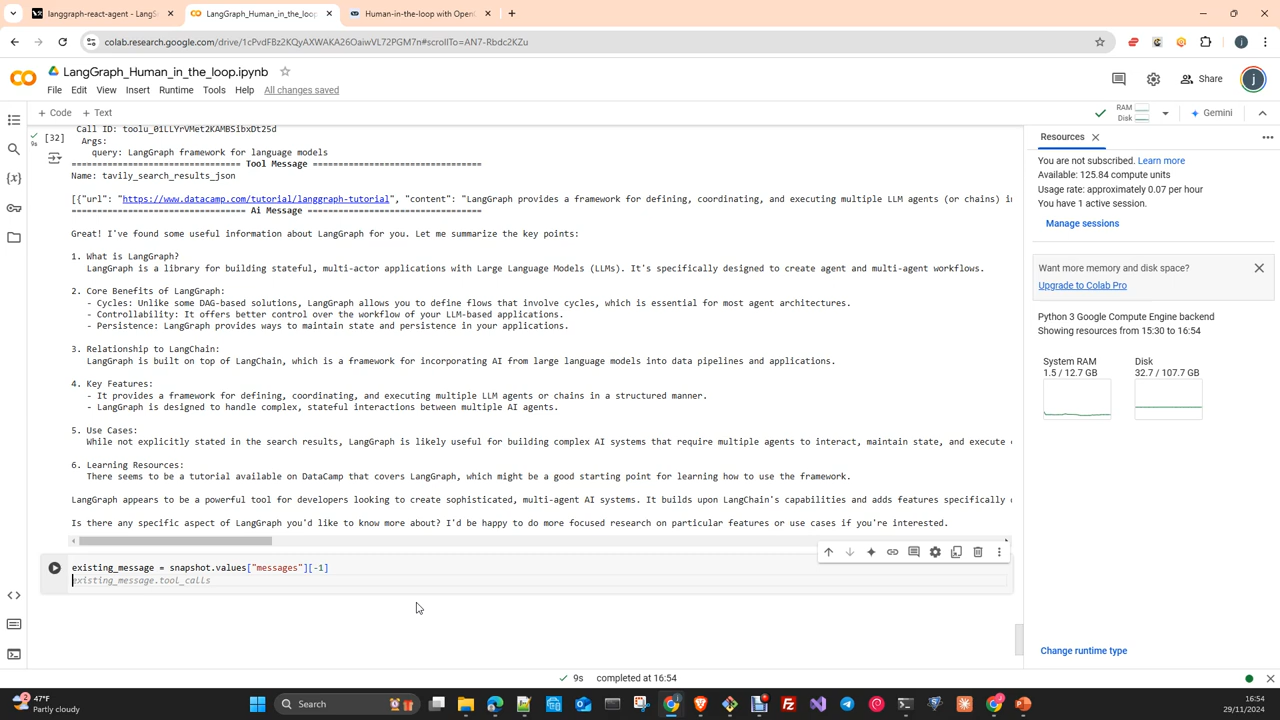 langgraph-react-agent - LangS
LangGraph_Human_in_the_loop.
Human-in-the-loop with OpenG
colab.research.google.com/drive/1cPvdFBz2KQyAXWAKA26OaiwVL72PGM7n#scrollTo=AN7-Rbdc2KZu
LangGraph_Human_in_the_loop.ipynb
File Edit View Insert Runtime Tools Help All changes saved
Share
+ Code + Text
RAM
Disk
Gemini
[32]
9s
Call ID: toolu_01LLYrVMet2KAMBSibxDt25d
Args:
query: LangGraph framework for language models
================================= Tool Message =================================
Name: tavily_search_results_json
[{"url": "https://www.datacamp.com/tutorial/langgraph-tutorial", "content": "LangGraph provides a framework for defining, coordinating, and executing multiple LLM agents (or chains) in
================================== Ai Message ==================================
Great! I've found some useful information about LangGraph for you. Let me summarize the key points:
1. What is LangGraph?
LangGraph is a library for building stateful, multi-actor applications with Large Language Models (LLMs). It's specifically designed to create agent and multi-agent workflows.
2. Core Benefits of LangGraph:
- Cycles: Unlike some DAG-based solutions, LangGraph allows you to define flows that involve cycles, which is essential for most agent architectures.
- Controllability: It offers better control over the workflow of your LLM-based applications.
- Persistence: LangGraph provides ways to maintain state and persistence in your applications.
3. Relationship to LangChain:
LangGraph is built on top of LangChain, which is a framework for incorporating AI from large language models into data pipelines and applications.
4. Key Features:
- It provides a framework for defining, coordinating, and executing multiple LLM agents or chains in a structured manner.
- LangGraph is designed to handle complex, stateful interactions between multiple AI agents.
5. Use Cases:
While not explicitly stated in the search results, LangGraph is likely useful for building complex AI systems that require multiple agents to interact, maintain state, and execute c
6. Learning Resources:
There seems to be a tutorial available on DataCamp that covers LangGraph, which might be a good starting point for learning how to use the framework.
LangGraph appears to be a powerful tool for developers looking to create sophisticated, multi-agent AI systems. It builds upon LangChain's capabilities and adds features specifically d
Is there any specific aspect of LangGraph you'd like to know more about? I'd be happy to do more focused research on particular features or use cases if you're interested.
existing_message = snapshot.values["messages"][-1]
existing_message.tool_calls
Resources
You are not subscribed. Learn more
Available: 125.84 compute units
Usage rate: approximately 0.07 per hour
You have 1 active session.
Manage sessions
Want more memory and disk space?
Upgrade to Colab Pro
Python 3 Google Compute Engine backend
Showing resources from 15:30 to 16:54
System RAM
1.5 / 12.7 GB
Disk
32.7 / 107.7 GB
Change runtime type
9s completed at 16:54
2
47°F
Partly cloudy
Search
16:54
29/11/2024